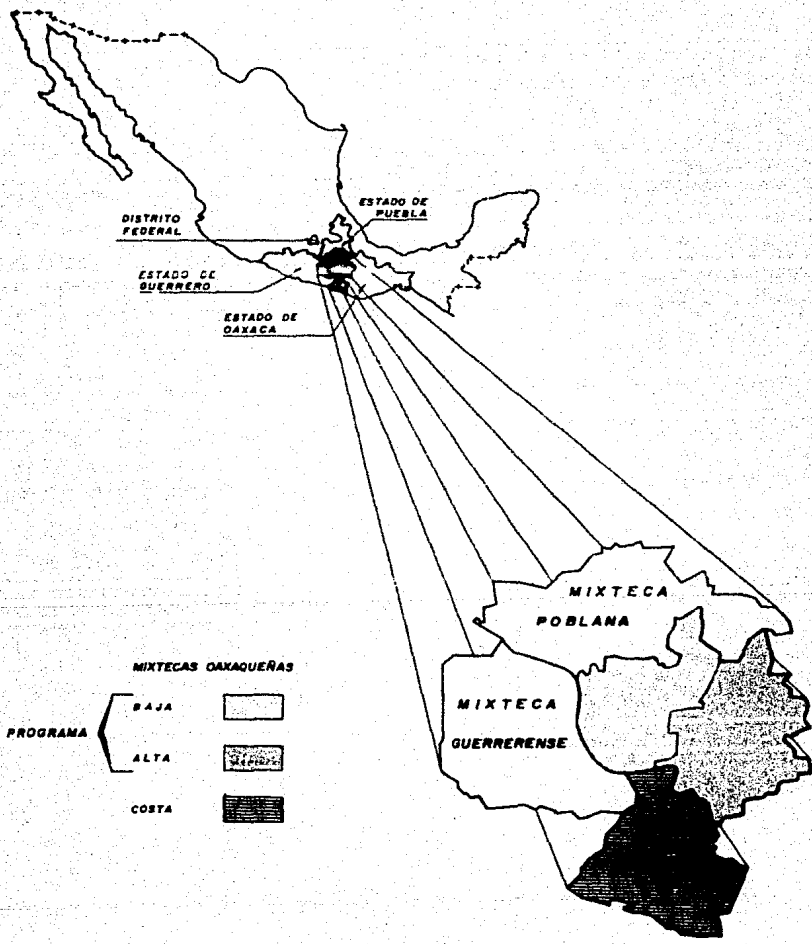 ESTADO DE
PUEBLA
DISTRITO
FEDERAL
ESTADO DE
GUERRERO
ESTADO DE
OAXACA
MIXTECA
POBLANA
MIXTECAS OAXAQUEÑAS
BAJA
MIXTECA
GUERRERENSE
PROGRAMA
ALTA
COSTA